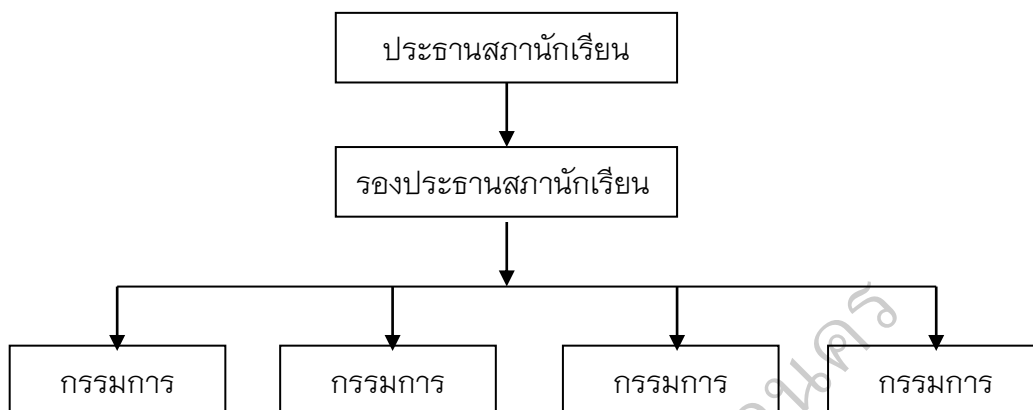 ประธานสภานักเรียน
รองประธานสภานักเรียน
กรรมการ กรรมการ กรรมการ กรรมการ